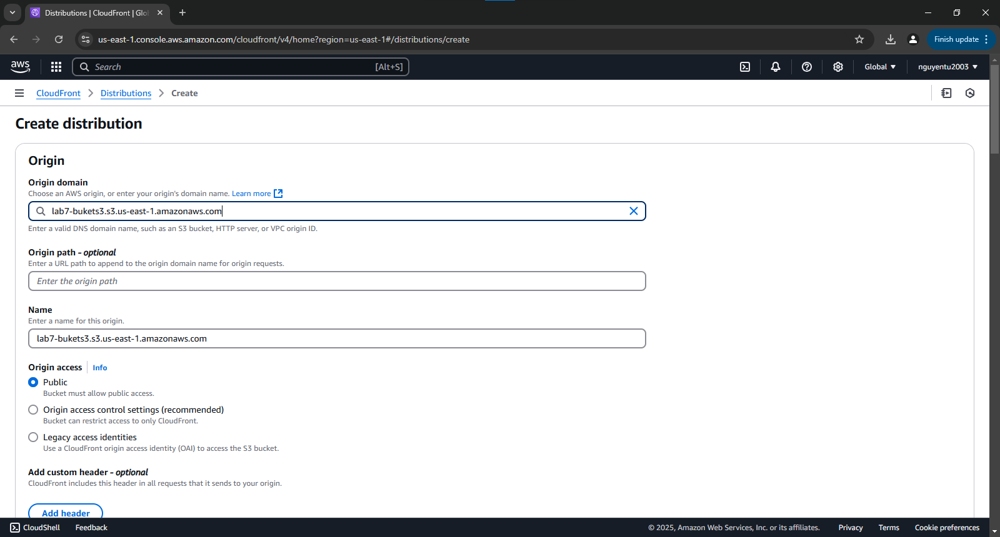 Distributions | CloudFront | Glo
us-east-1.console.aws.amazon.com/cloudfront/v4/home?region=us-east-1#/distributions/create
Finish update
aws
Search
[Alt+S]
Global
nguyentu2003
CloudFront
Distributions
Create
Create distribution
Origin
Origin domain
Choose an AWS origin, or enter your origin's domain name. Learn more
lab7-bukets3.s3.us-east-1.amazonaws.com
Enter a valid DNS domain name, such as an S3 bucket, HTTP server, or VPC origin ID.
Origin path - optional
Enter a URL path to append to the origin domain name for origin requests.
Enter the origin path
Name
Enter a name for this origin.
lab7-bukets3.s3.us-east-1.amazonaws.com
Origin access Info
Public
Bucket must allow public access.
Origin access control settings (recommended)
Bucket can restrict access to only CloudFront.
Legacy access identities
Use a CloudFront origin access identity (OAI) to access the S3 bucket.
Add custom header - optional
CloudFront includes this header in all requests that it sends to your origin.
Add header
CloudShell
Feedback
© 2025, Amazon Web Services, Inc. or its affiliates.
Privacy
Terms
Cookie preferences